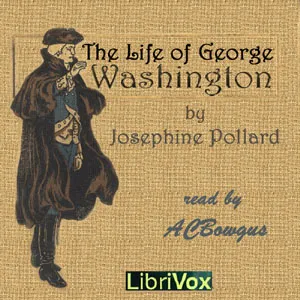 The Life of George
Washington
by
Josephine Pollard
read by
ACBowgus
LibriVox